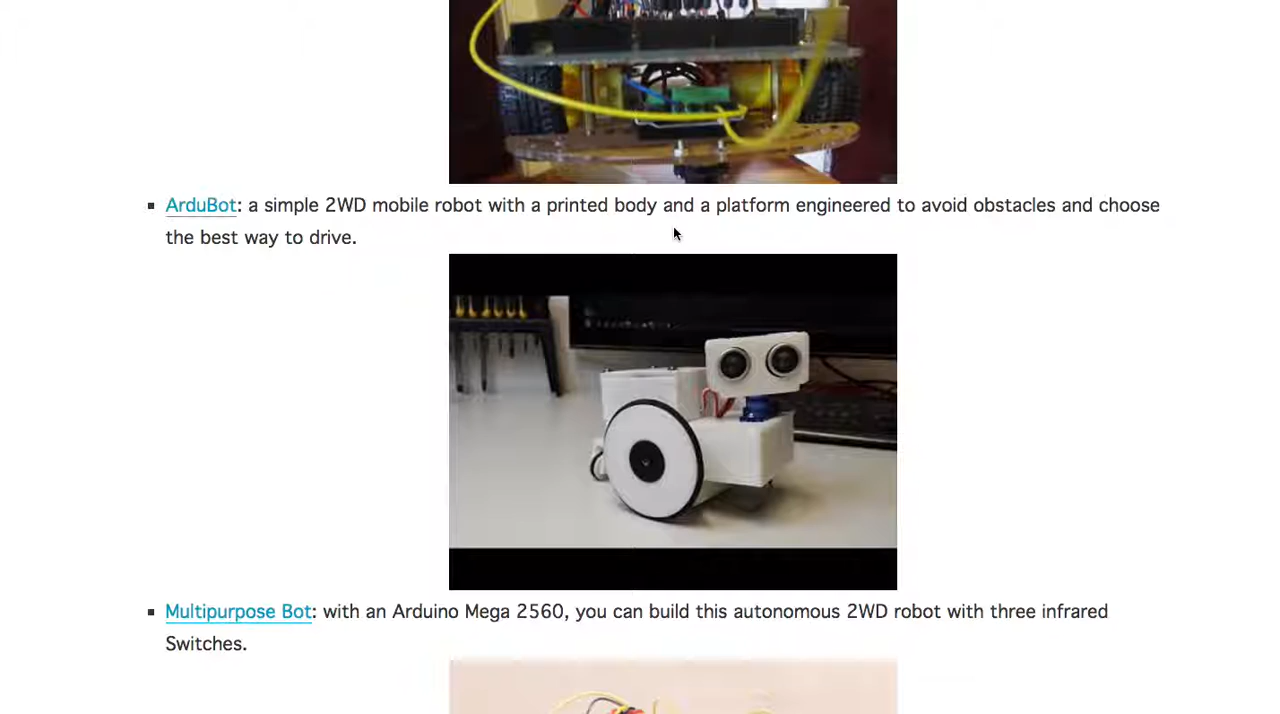 ArduBot: a simple 2WD mobile robot with a printed body and a platform engineered to avoid obstacles and choose
the best way to drive.
Multipurpose Bot: with an Arduino Mega 2560, you can build this autonomous 2WD robot with three infrared
Switches.